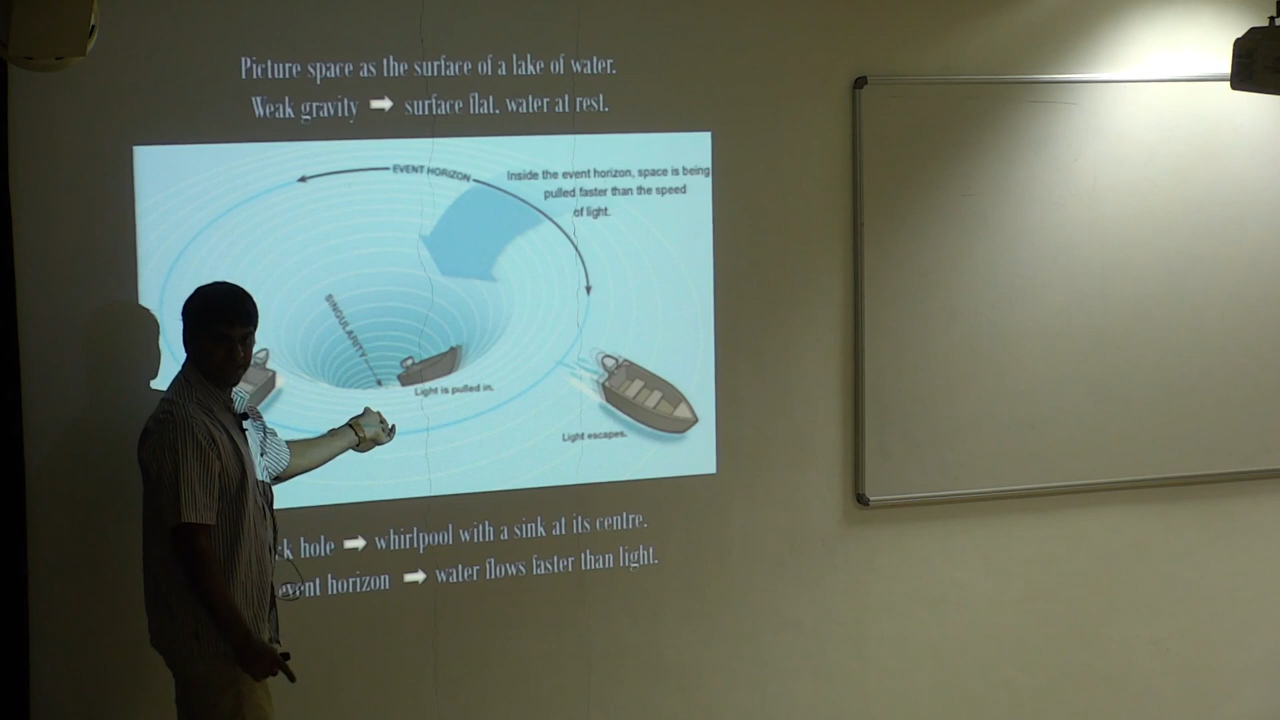 Picture space as the surface of a lake of water.
Weak gravity ➡ surface flat, water at rest.
EVENT HORIZON
Inside the event horizon, space is being
pulled faster than the speed
of light.
SINGULARITY
Light is pulled in.
Light escapes.
hole ➡ whirlpool with a sink at its centre.
event horizon ➡ water flows faster than light.